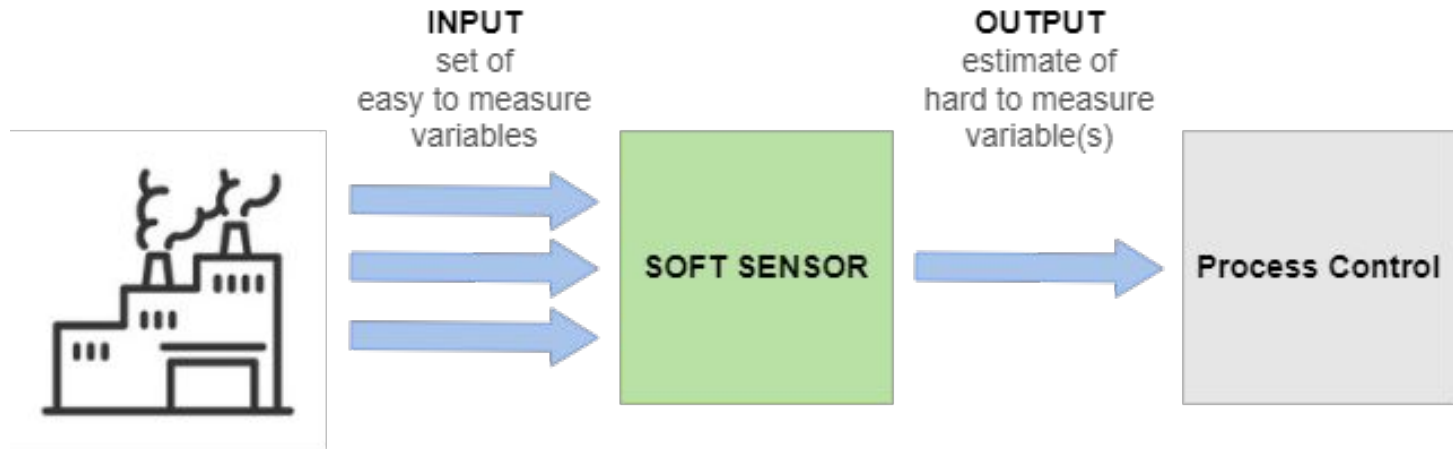 INPUT
set of
easy to measure
variables
OUTPUT
estimate of
hard to measure
variable(s)
SOFT SENSOR
Process Control